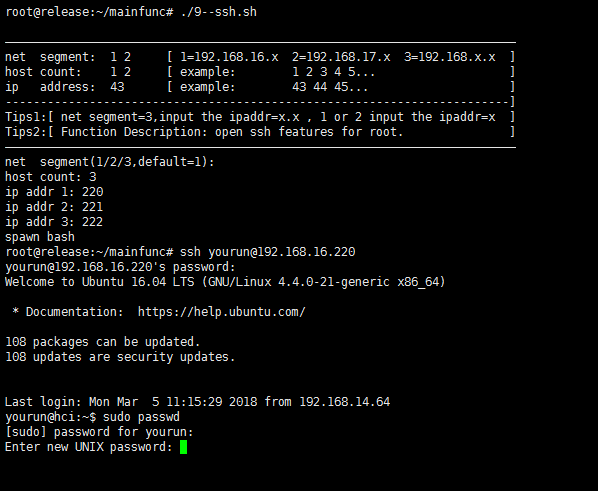 root@release:~/mainfunc# ./9--ssh.sh
net  segment:  1 2     [ 1=192.168.16.x  2=192.168.17.x  3=192.168.x.x  ]
host count:    1 2     [ example:        1 2 3 4 5...                   ]
ip   address:  43      [ example:        43 44 45...                    ]
------------------------------------------------------------------------]
Tips1:[ net segment=3,input the ipaddr=x.x , 1 or 2 input the ipaddr=x  ]
Tips2:[ Function Description: open ssh features for root.               ]
net  segment(1/2/3,default=1):
host count: 3
ip addr 1: 220
ip addr 2: 221
ip addr 3: 222
spawn bash
root@release:~/mainfunc# ssh yourun@192.168.16.220
yourun@192.168.16.220's password:
Welcome to Ubuntu 16.04 LTS (GNU/Linux 4.4.0-21-generic x86_64)
 * Documentation:  https://help.ubuntu.com/
108 packages can be updated.
108 updates are security updates.
Last login: Mon Mar  5 11:15:29 2018 from 192.168.14.64
yourun@hci:~$ sudo passwd
[sudo] password for yourun:
Enter new UNIX password: